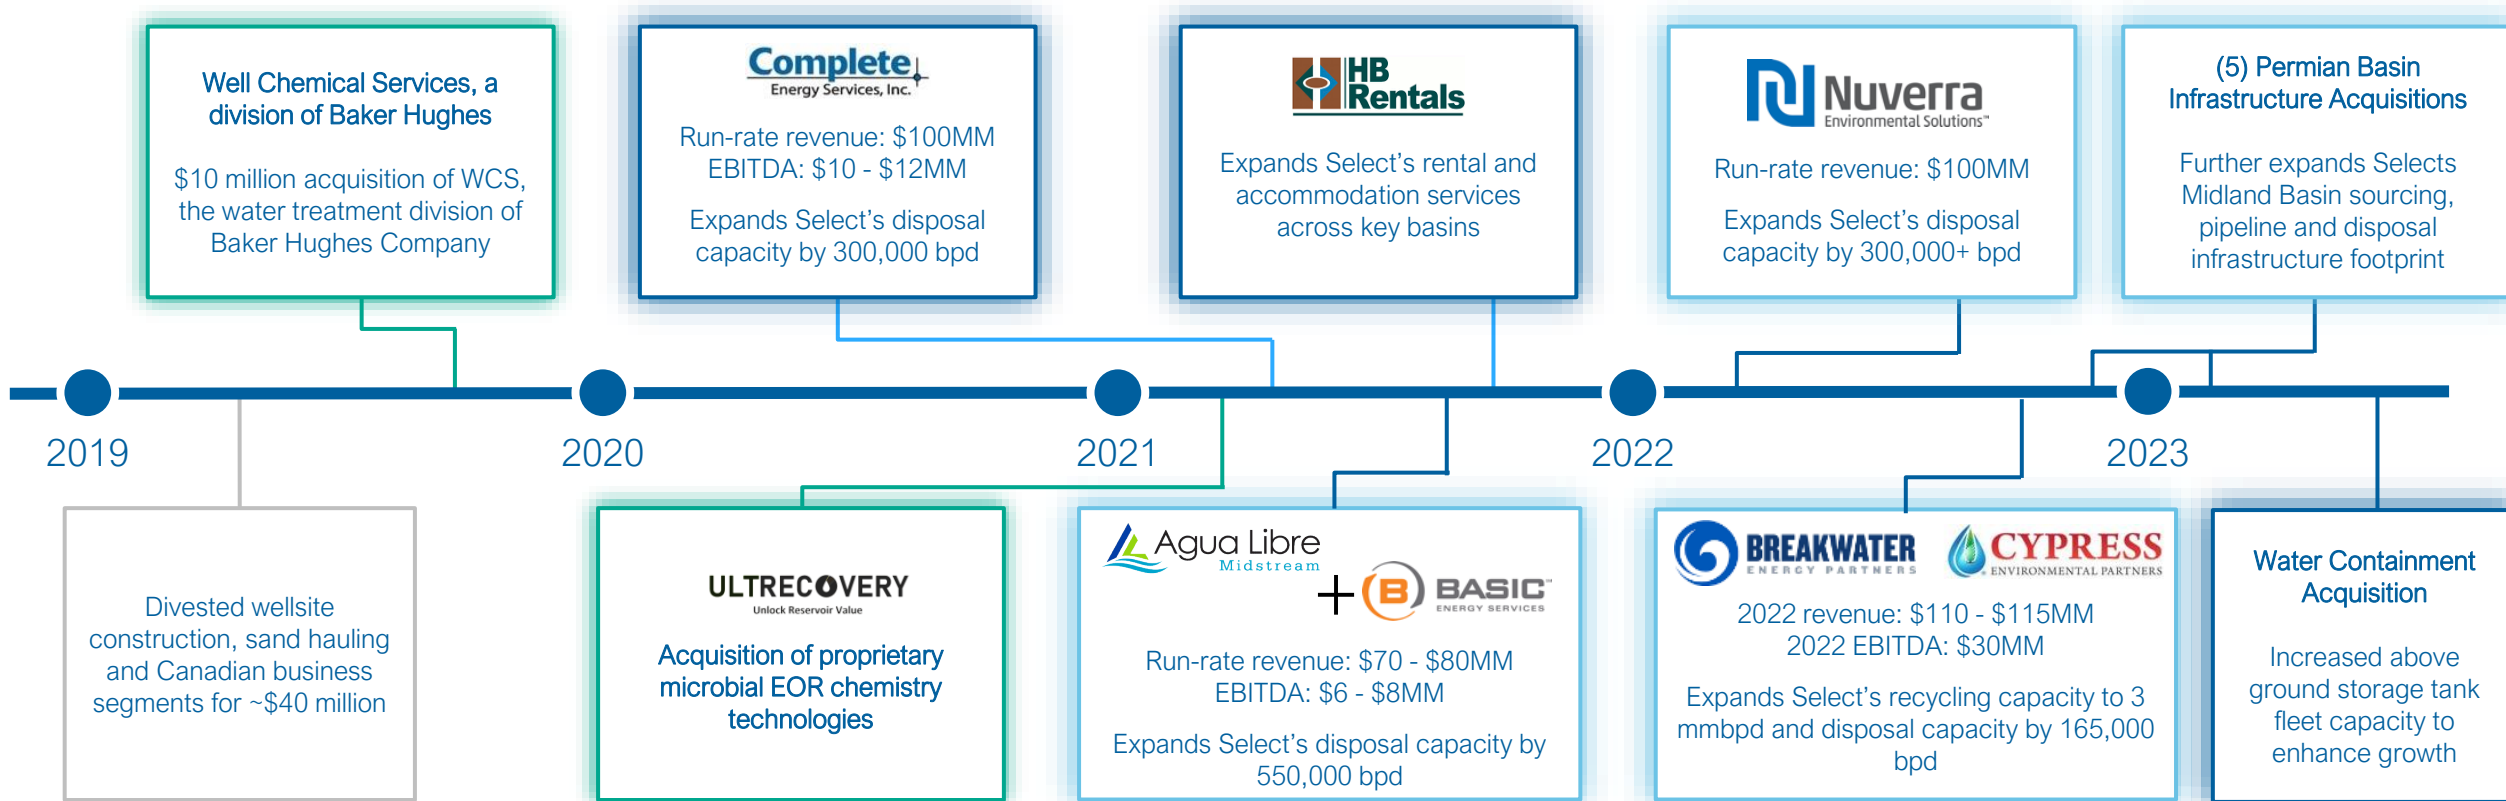 Well Chemical Services, a
division of Baker Hughes
$10 million acquisition of WCS,
the water treatment division of
Baker Hughes Company
Complete
Energy Services, Inc.
Run-rate revenue: $100MM
EBITDA: $10 - $12MM
Expands Select’s disposal
capacity by 300,000 bpd
HB
Rentals
Expands Select’s rental and
accommodation services
across key basins
Nuverra
Environmental Solutions™
Run-rate revenue: $100MM
Expands Select’s disposal
capacity by 300,000+ bpd
(5) Permian Basin
Infrastructure Acquisitions
Further expands Selects
Midland Basin sourcing,
pipeline and disposal
infrastructure footprint
2019
2020
2021
2022
2023
Divested wellsite
construction, sand hauling
and Canadian business
segments for ~$40 million
ULTRECOVERY
Unlock Reservoir Value
Acquisition of proprietary
microbial EOR chemistry
technologies
Agua Libre
Midstream
+
B BASIC™
ENERGY SERVICES
Run-rate revenue: $70 - $80MM
EBITDA: $6 - $8MM
Expands Select’s disposal capacity by
550,000 bpd
BREAKWATER
ENERGY PARTNERS
CYPRESS
ENVIRONMENTAL PARTNERS
2022 revenue: $110 - $115MM
2022 EBITDA: $30MM
Expands Select’s recycling capacity to 3
mmbpd and disposal capacity by 165,000
bpd
Water Containment
Acquisition
Increased above
ground storage tank
fleet capacity to
enhance growth